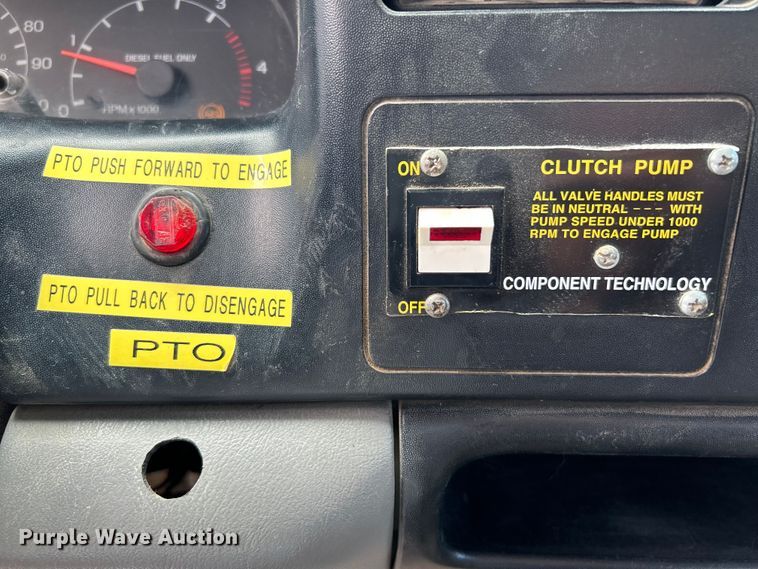 80
90
0
0
1
3
4
DIESEL FUEL ONLY
RPM x 1000
PTO PUSH FORWARD TO ENGAGE
PTO PULL BACK TO DISENGAGE
PTO
ON
CLUTCH PUMP
ALL VALVE HANDLES MUST
BE IN NEUTRAL --- WITH
PUMP SPEED UNDER 1000
RPM TO ENGAGE PUMP
COMPONENT TECHNOLOGY
OFF
Purple Wave Auction